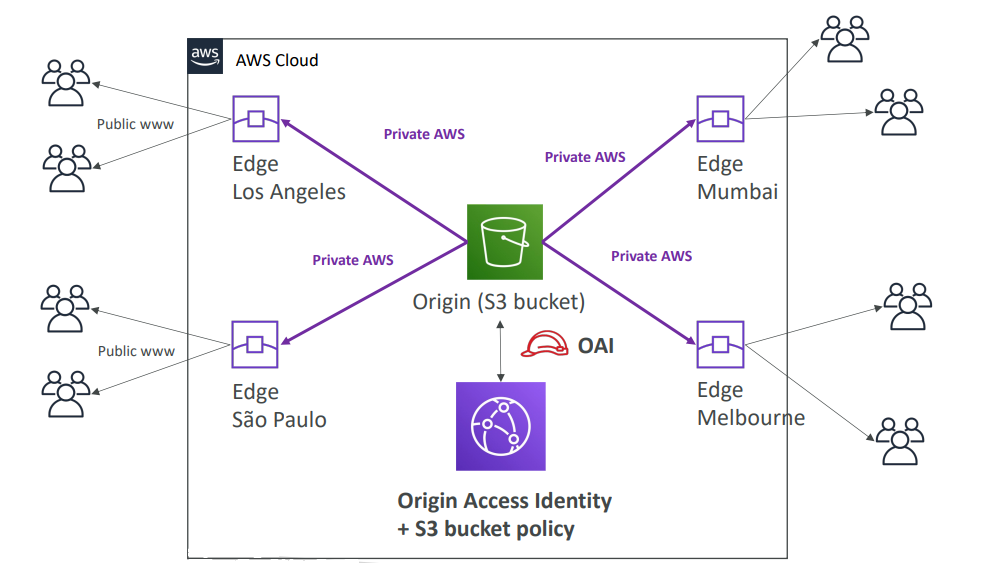 aws
AWS Cloud
Public www
Private AWS
Private AWS
Edge
Los Angeles
Edge
Mumbai
Private AWS
Private AWS
Origin (S3 bucket)
OAI
Public www
Edge
São Paulo
Edge
Melbourne
Origin Access Identity
+ S3 bucket policy